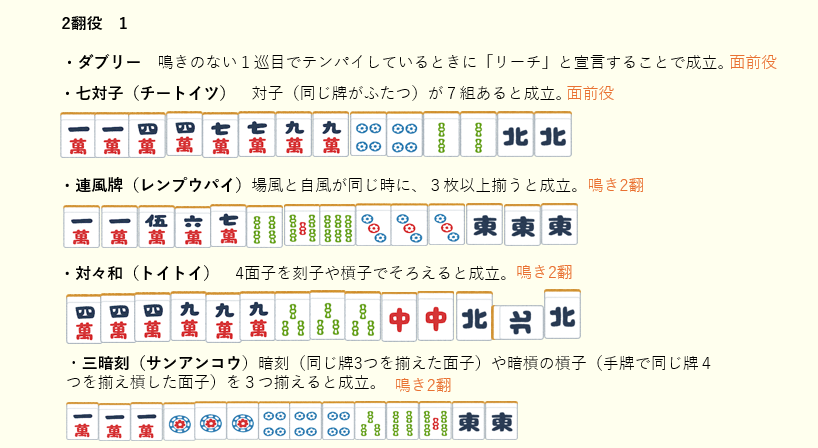 2翻役　1
・ダブリー　鳴きのない１巡目でテンパイしているときに「リーチ」と宣言することで成立。面前役
・七対子（チートイツ）　対子（同じ牌がふたつ）が７組あると成立。面前役
一萬 一萬 四萬 四萬 七萬 七萬 九萬 九萬 北 北
・連風牌（レンプウパイ）場風と自風が同じ時に、３枚以上揃うと成立。鳴き2翻
一萬 一萬 伍萬 六萬 七萬 東 東 東
・対々和（トイトイ）　4面子を刻子や槓子でそろえると成立。鳴き2翻
四萬 四萬 四萬 九萬 九萬 九萬 中 中 北 北 北
・三暗刻（サンアンコウ）暗刻（同じ牌3つを揃えた面子）や暗槓の槓子（手牌で同じ牌４
つを揃え槓した面子）を３つ揃えると成立。　鳴き2翻
一萬 一萬 一萬 東 東